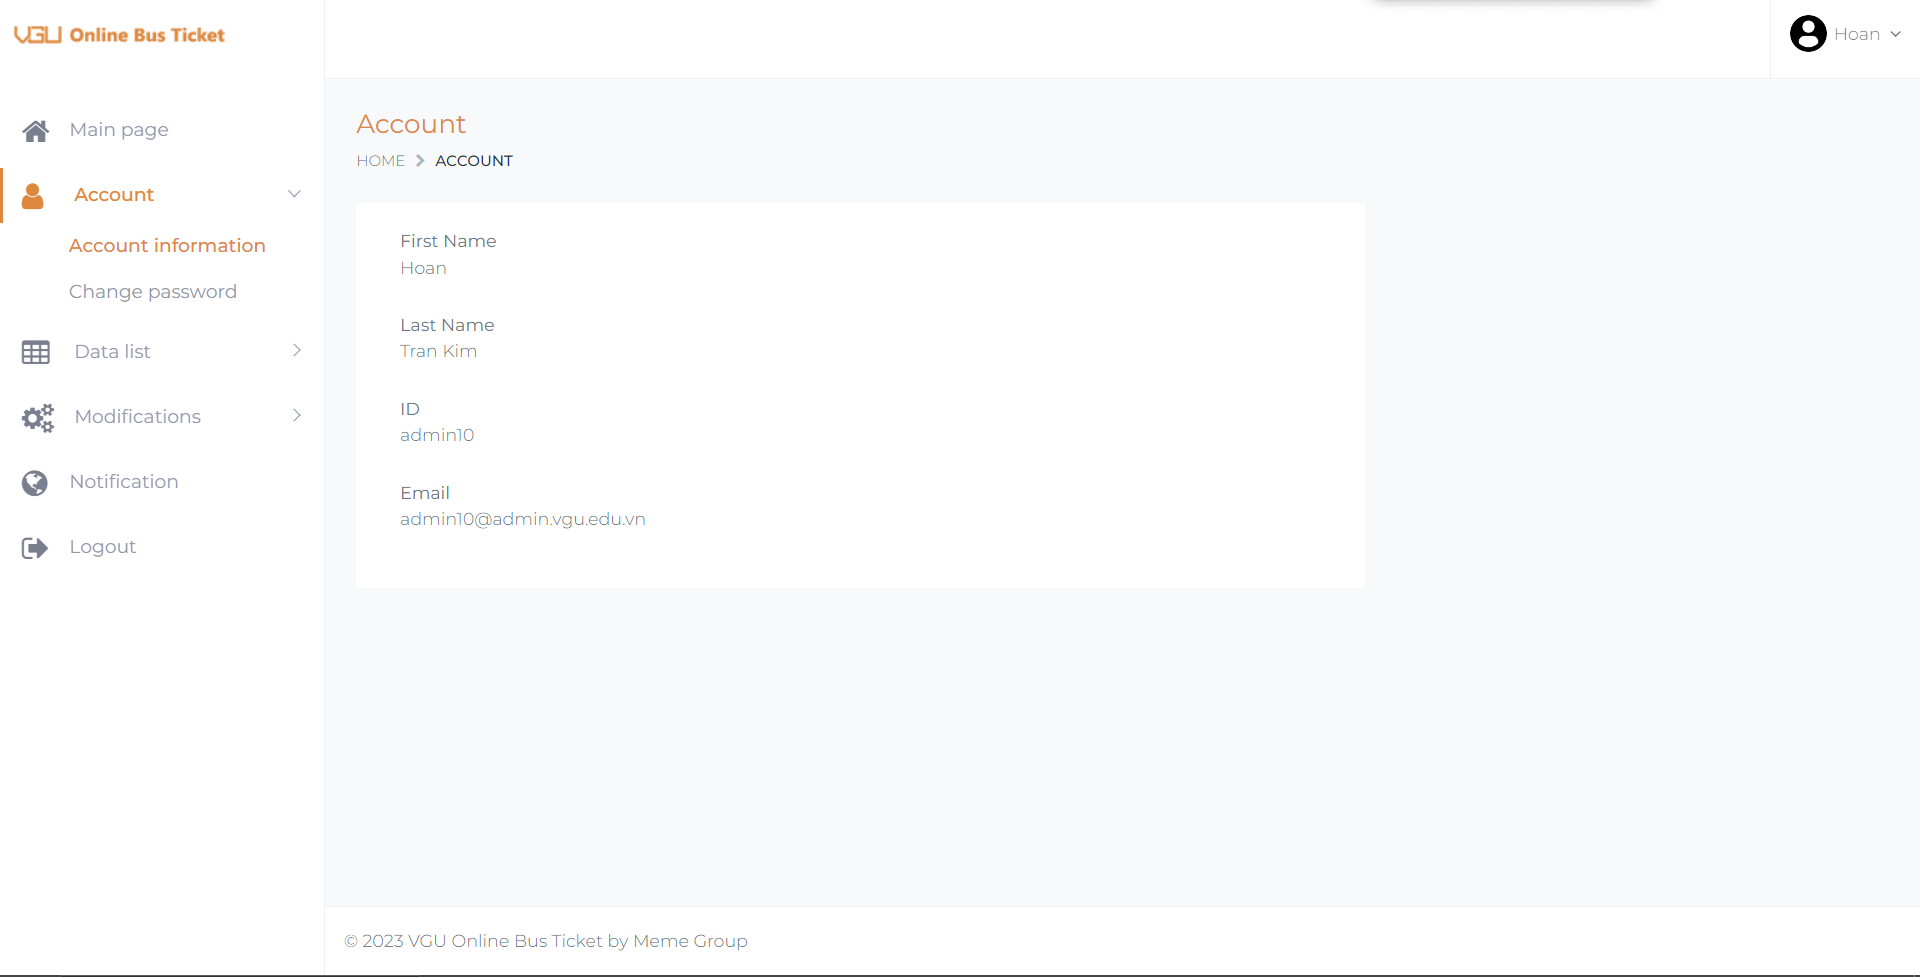 VGU Online Bus Ticket
Hoan
Main page
Account
Account information
Change password
Data list
Modifications
Notification
Logout
Account
HOME ACCOUNT
First Name
Hoan
Last Name
Tran Kim
ID
admin10
Email
admin10@admin.vgu.edu.vn
© 2023 VGU Online Bus Ticket by Meme Group